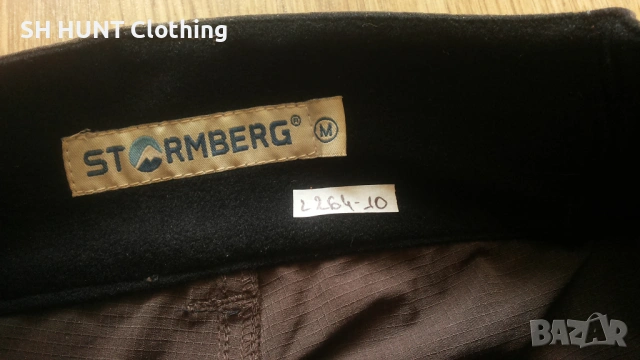 SH HUNT Clothing
STORMBERG® M
2264-10
BAZAR